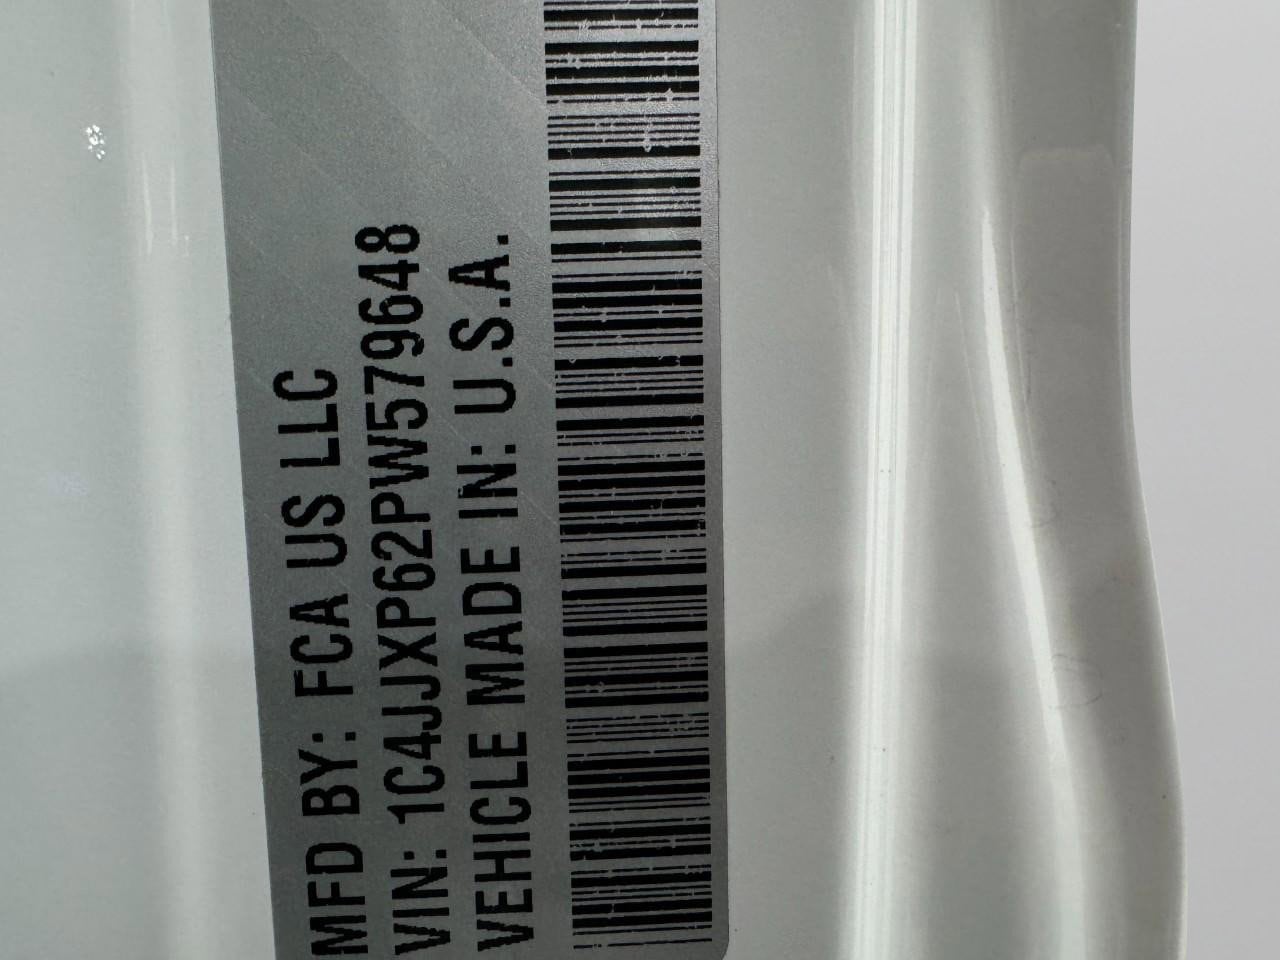 MFD BY: FCA US LLC
VIN: 1C4JJXP62PW579648
VEHICLE MADE IN: U.S.A.